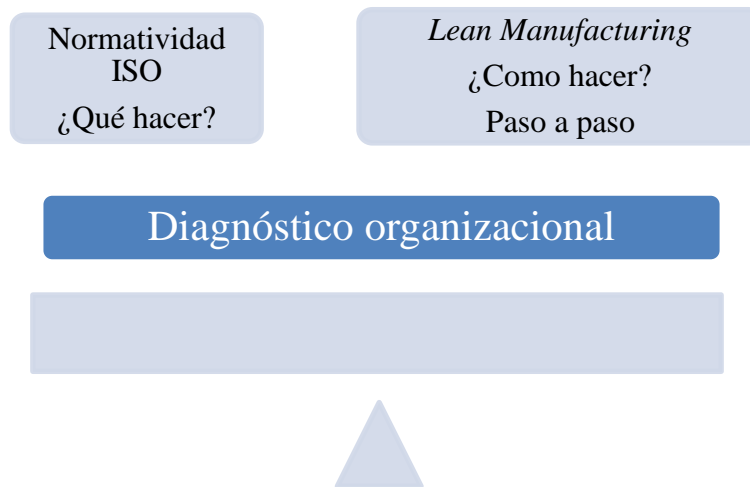 Normatividad
ISO
¿Qué hacer?
Lean Manufacturing
¿Como hacer?
Paso a paso
Diagnóstico organizacional